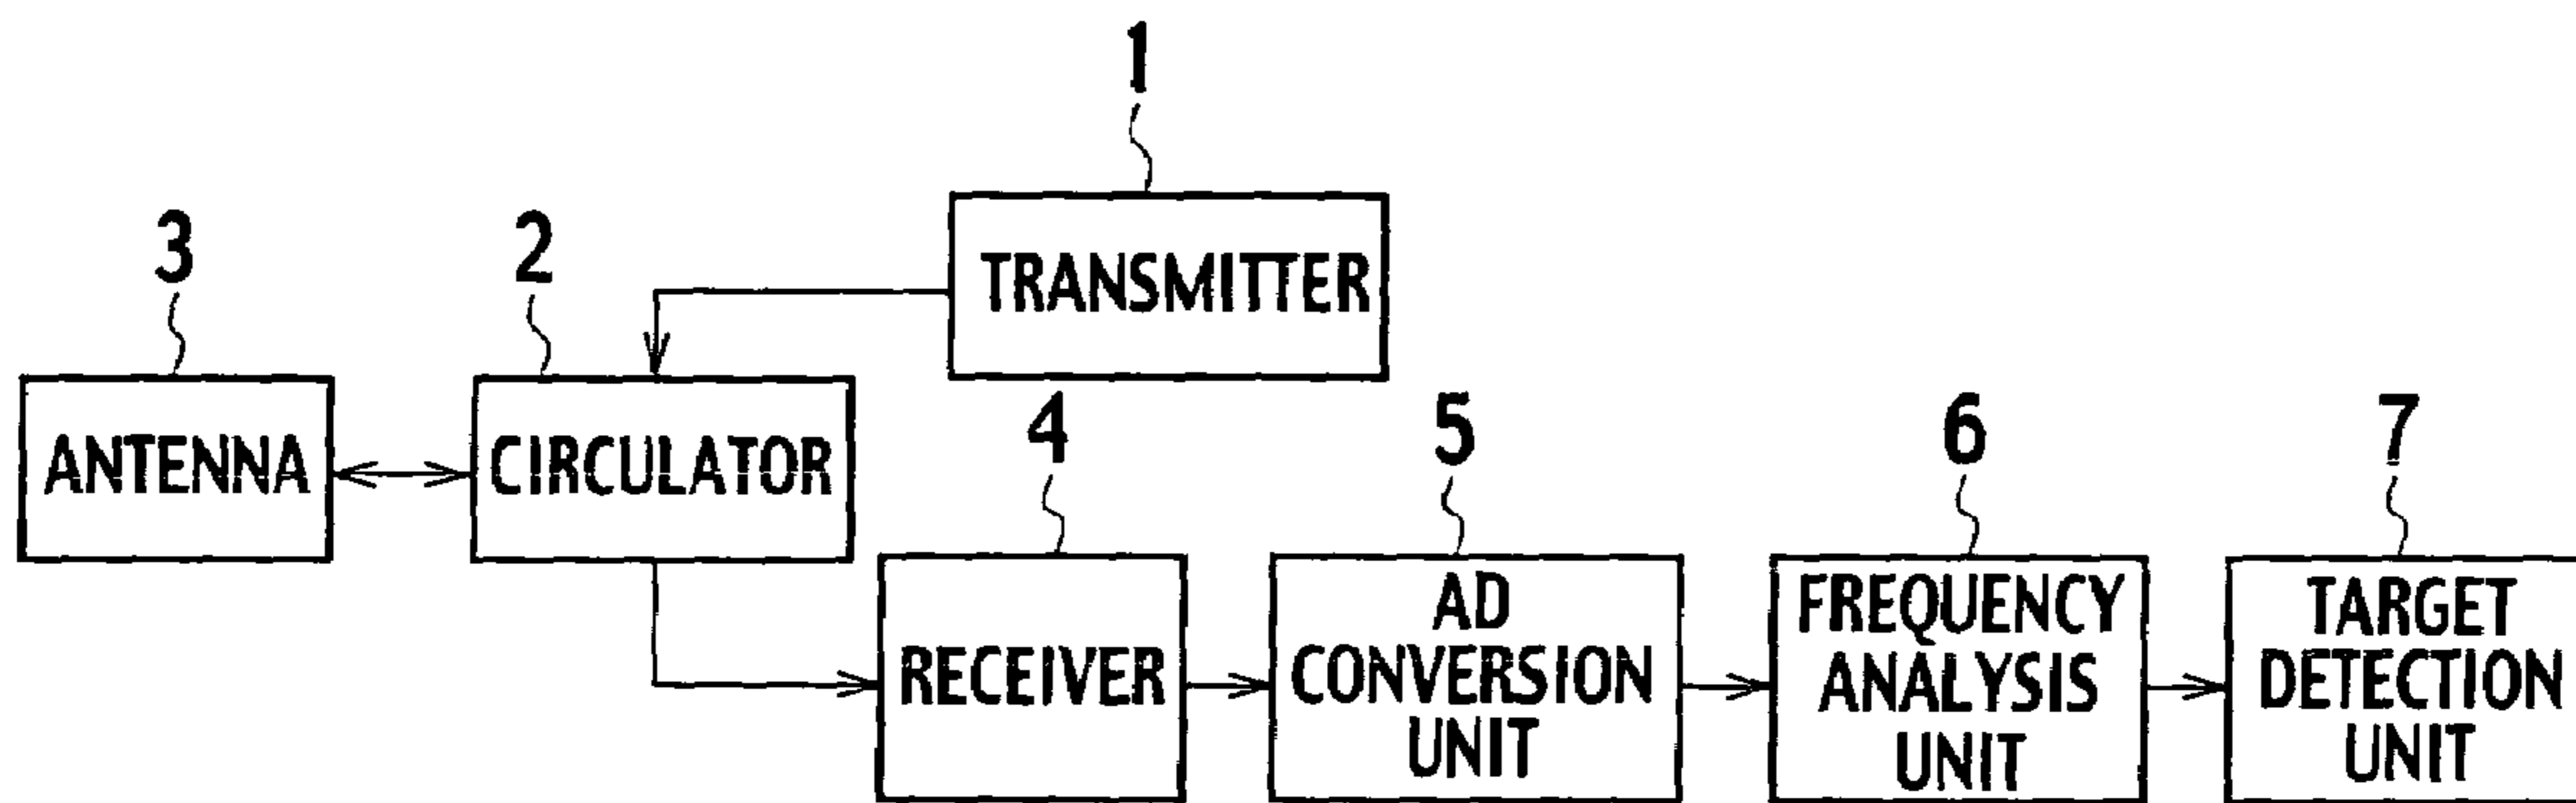 1
TRANSMITTER
3
ANTENNA
2
CIRCULATOR
4
RECEIVER
5
AD
CONVERSION
UNIT
6
FREQUENCY
ANALYSIS
UNIT
7
TARGET
DETECTION
UNIT